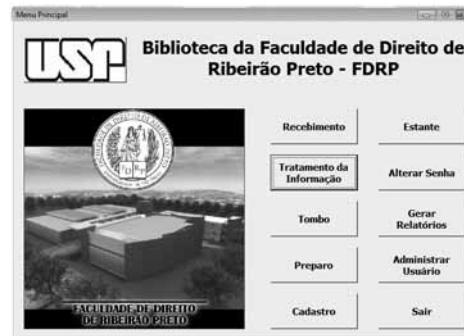 Menu Principal
USP
Biblioteca da Faculdade de Direito de
Ribeirão Preto - FDRP
Recebimento
Estante
Tratamento da
Informação
Alterar Senha
Tombo
Gerar
Relatórios
Preparo
Administrar
Usuário
Cadastro
Sair
FACULDADE DE DIREITO
DE RIBEIRÃO PRETO